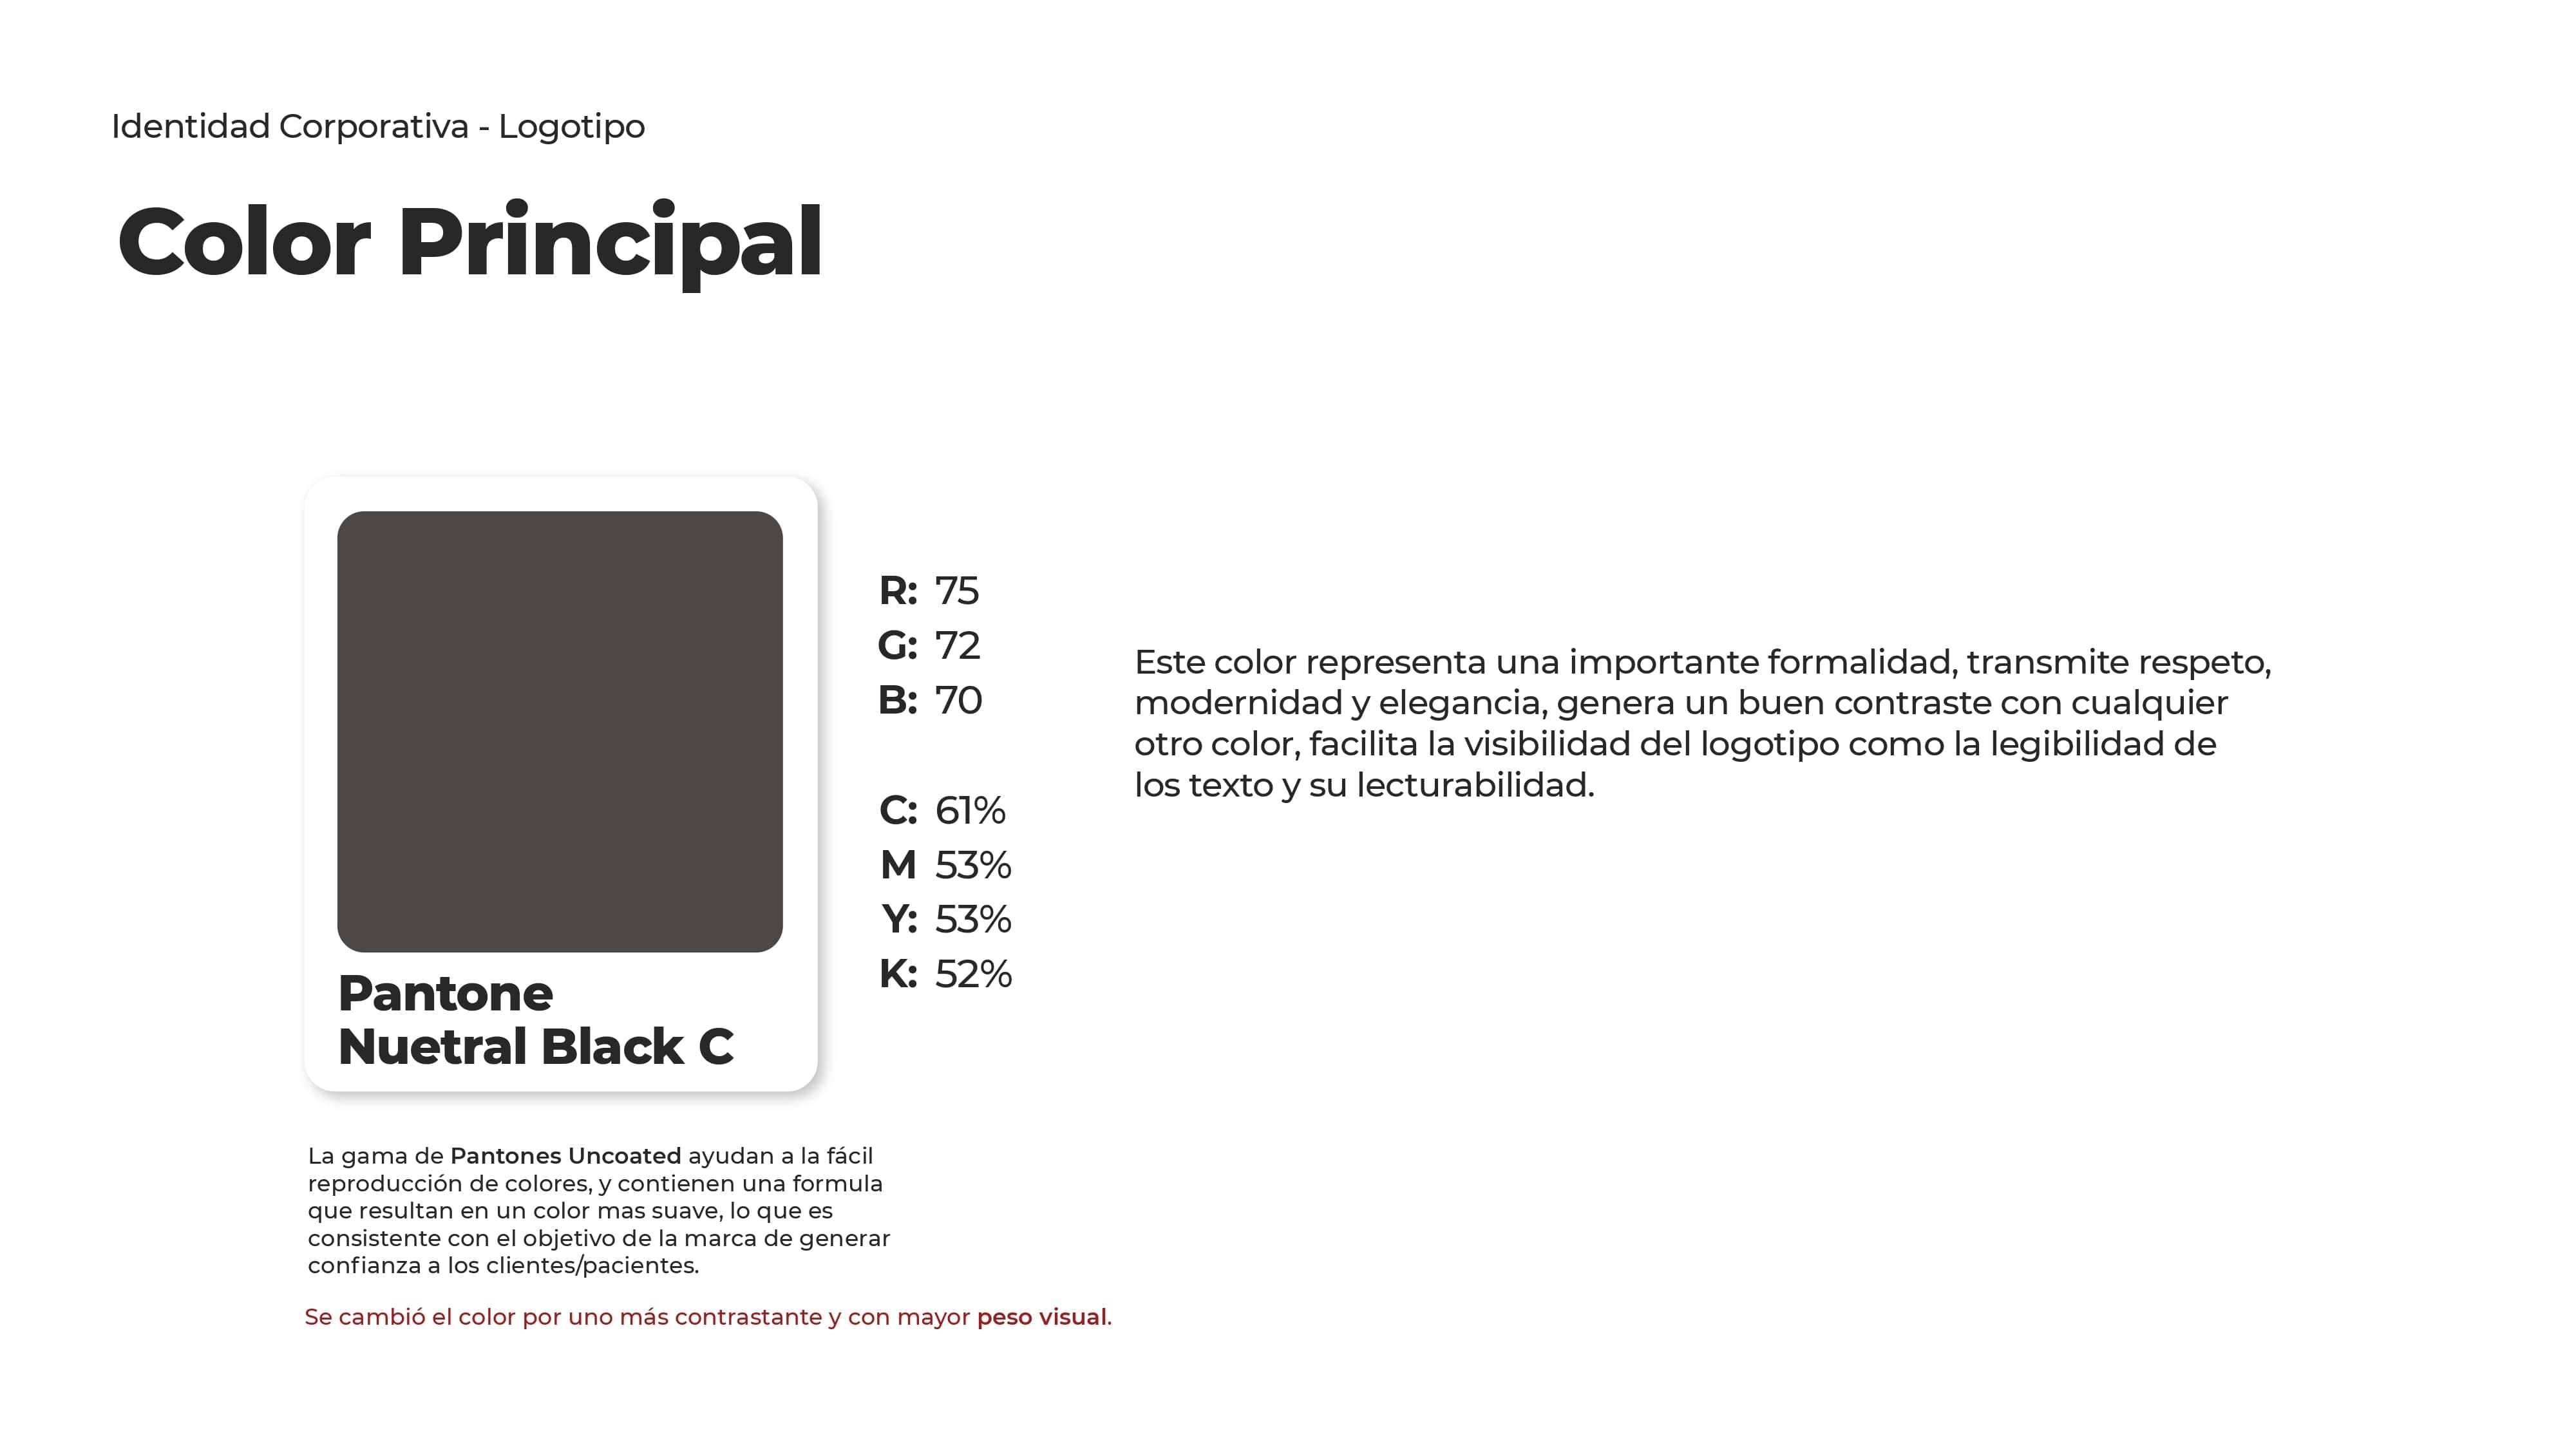 Identidad Corporativa - Logotipo
Color Principal
R: 75
G: 72
B: 70
C: 61%
M 53%
Y: 53%
K: 52%
Este color representa una importante formalidad, transmite respeto,
modernidad y elegancia, genera un buen contraste con cualquier
otro color, facilita la visibilidad del logotipo como la legibilidad de
los texto y su lecturabilidad.
Pantone
Nuetral Black C
La gama de Pantones Uncoated ayudan a la fácil
reproducción de colores, y contienen una formula
que resultan en un color mas suave, lo que es
consistente con el objetivo de la marca de generar
confianza a los clientes/pacientes.
Se cambió el color por uno más contrastante y con mayor peso visual.